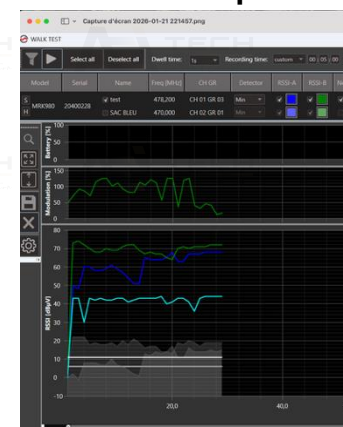 Capture d'écran 2026-01-21 221457.png
WALK TEST
Select all Deselect all Dwell time: 1s Recording time: custom 00 05 00
Model Serial Name Freq [MHz] CH GR Detector RSSI-A RSSI-B
S MRK980 20400228 test 478,200 CH 01 GR 03 Min
H SAC BLEU 470,000 CH 02 GR 01 Min
Battery [%]
100
50
0
Modulation [%]
150
100
50
0
RSSI [dBµV]
80
70
60
50
40
30
20
10
0
-10
20,0 40,0